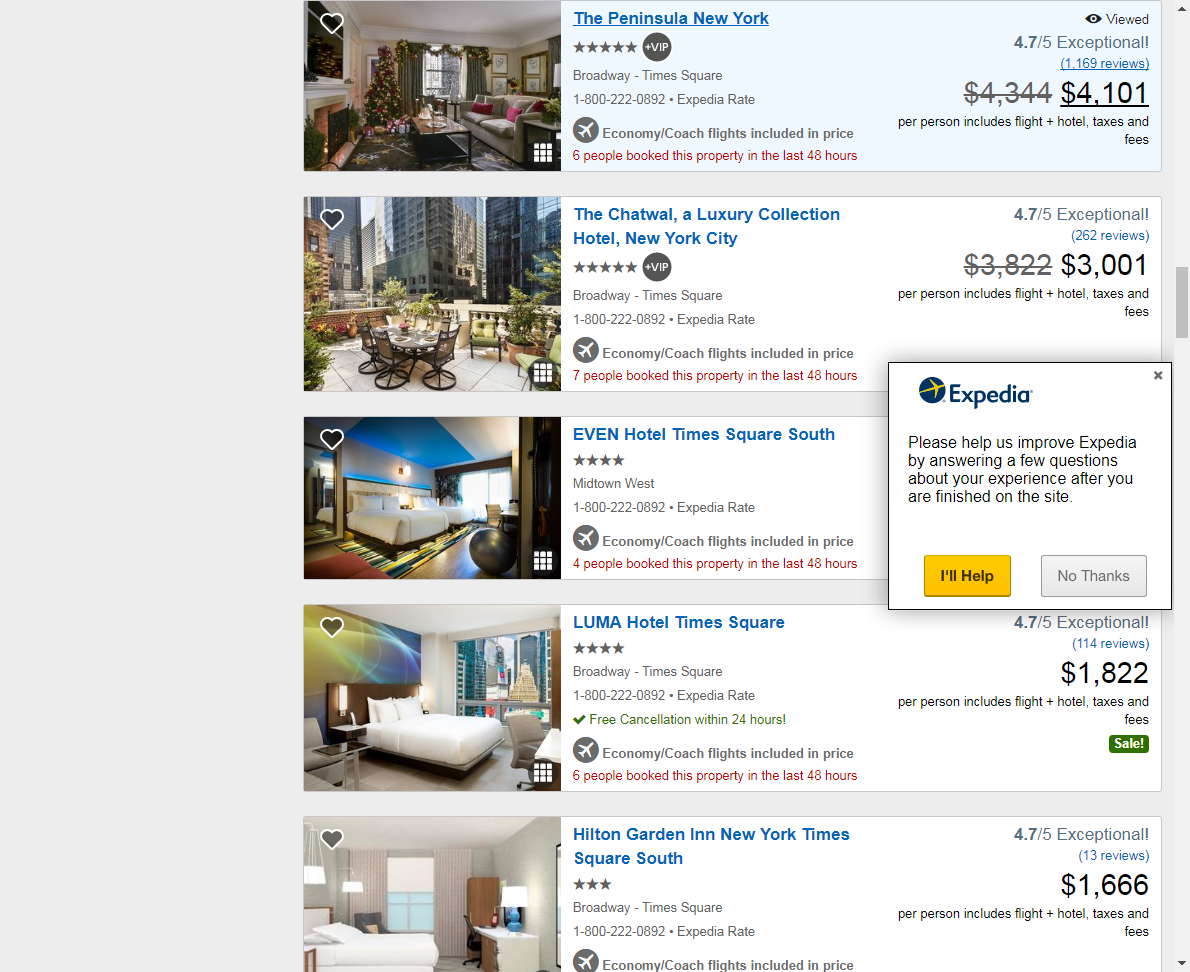 The Peninsula New York
Viewed
+VIP
4.7/5 Exceptional!
(1,169 reviews)
Broadway - Times Square
$4,344 $4,101
1-800-222-0892 • Expedia Rate
per person includes flight + hotel, taxes and
fees
Economy/Coach flights included in price
6 people booked this property in the last 48 hours
The Chatwal, a Luxury Collection
Hotel, New York City
4.7/5 Exceptional!
(262 reviews)
+VIP
$3,822 $3,001
Broadway - Times Square
per person includes flight + hotel, taxes and
fees
1-800-222-0892 • Expedia Rate
Economy/Coach flights included in price
7 people booked this property in the last 48 hours
Expedia
Please help us improve Expedia
by answering a few questions
about your experience after you
are finished on the site.
I'll Help
No Thanks
EVEN Hotel Times Square South
Midtown West
1-800-222-0892 • Expedia Rate
Economy/Coach flights included in price
4 people booked this property in the last 48 hours
LUMA Hotel Times Square
4.7/5 Exceptional!
(114 reviews)
$1,822
Broadway - Times Square
1-800-222-0892 • Expedia Rate
per person includes flight + hotel, taxes and
fees
Free Cancellation within 24 hours!
Sale!
Economy/Coach flights included in price
6 people booked this property in the last 48 hours
Hilton Garden Inn New York Times
Square South
4.7/5 Exceptional!
(13 reviews)
$1,666
Broadway - Times Square
per person includes flight + hotel, taxes and
fees
1-800-222-0892 • Expedia Rate
Economy/Coach flights included in price